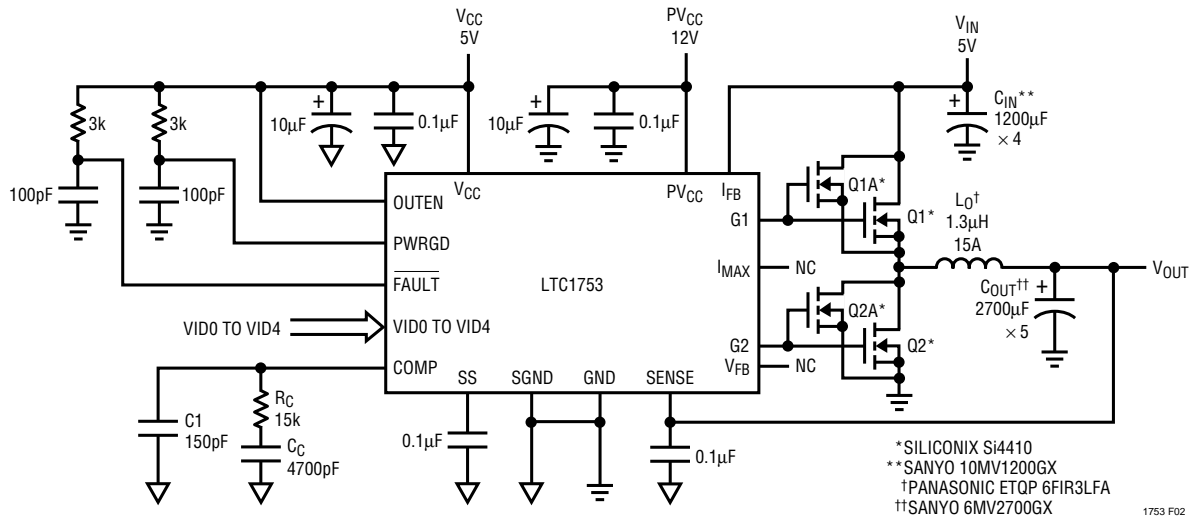 VCC
5V
PVCC
12V
VIN
5V
3k
3k
+
10µF
0.1µF
+
10µF
0.1µF
+
CIN**
1200µF
× 4
100pF
100pF
VCC
PVCC
IFB
OUTEN
G1
Q1A*
Q1*
LO†
1.3µH
15A
PWRGD
FAULT
LTC1753
IMAX
NC
VOUT
COUT††
+
2700µF
× 5
VID0 TO VID4
VID0 TO VID4
Q2A*
G2
Q2*
VFB
NC
COMP
SS
SGND
GND
SENSE
RC
15k
C1
150pF
CC
4700pF
0.1µF
0.1µF
*SILICONIX Si4410
**SANYO 10MV1200GX
†PANASONIC ETQP 6FIR3LFA
††SANYO 6MV2700GX
1753 F02